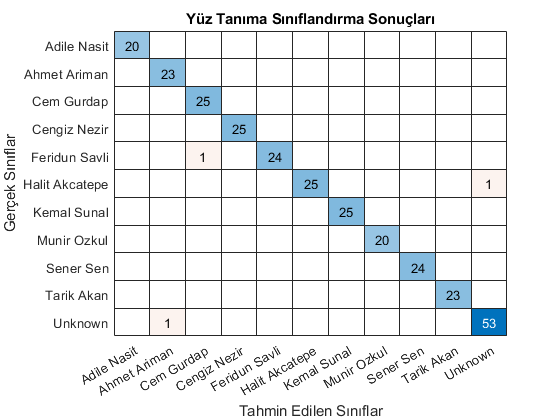 Yüz Tanıma Sınıflandırma Sonuçları
Gerçek Sınıflar
Adile Nasit 20
Ahmet Ariman 23
Cem Gurdap 25
Cengiz Nezir 25
Feridun Savli 1 24
Halit Akcatepe 25 1
Kemal Sunal 25
Munir Ozkul 20
Sener Sen 24
Tarik Akan 23
Unknown 1 53
Adile Nasit
Ahmet Ariman
Cem Gurdap
Cengiz Nezir
Feridun Savli
Halit Akcatepe
Kemal Sunal
Munir Ozkul
Sener Sen
Tarik Akan
Unknown
Tahmin Edilen Sınıflar